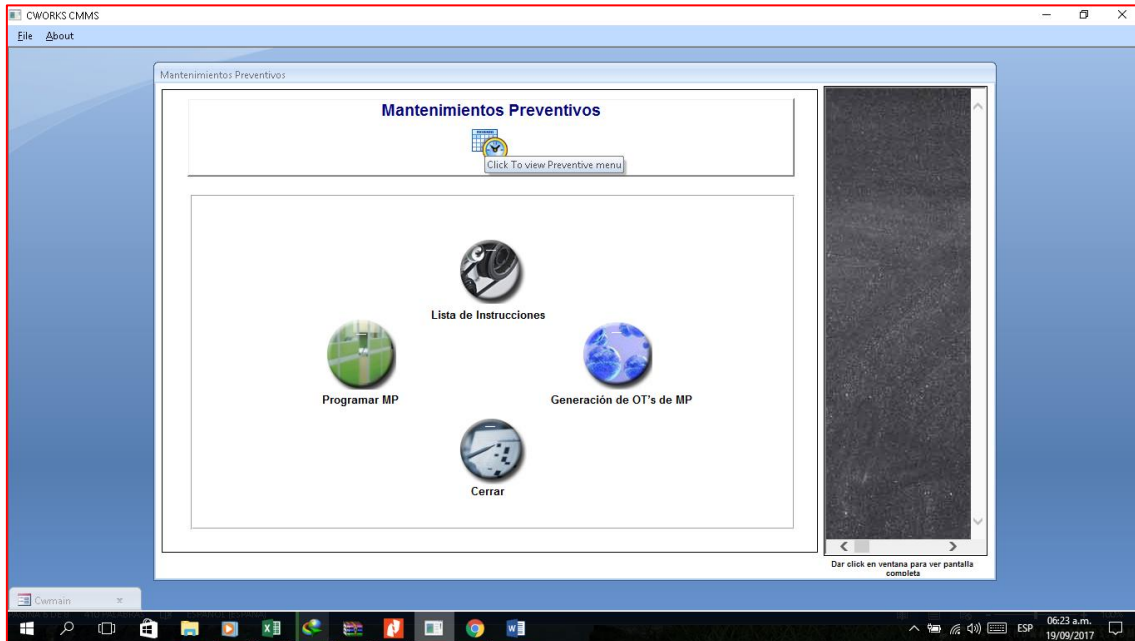 CWORKS CMMS
File About
Mantenimientos Preventivos
Mantenimientos Preventivos
Click To view Preventive menu
Lista de Instrucciones
Programar MP
Generación de OT's de MP
Cerrar
Dar click en ventana para ver pantalla
completa
Cwmain
ESP
06:23 a.m.
19/09/2017